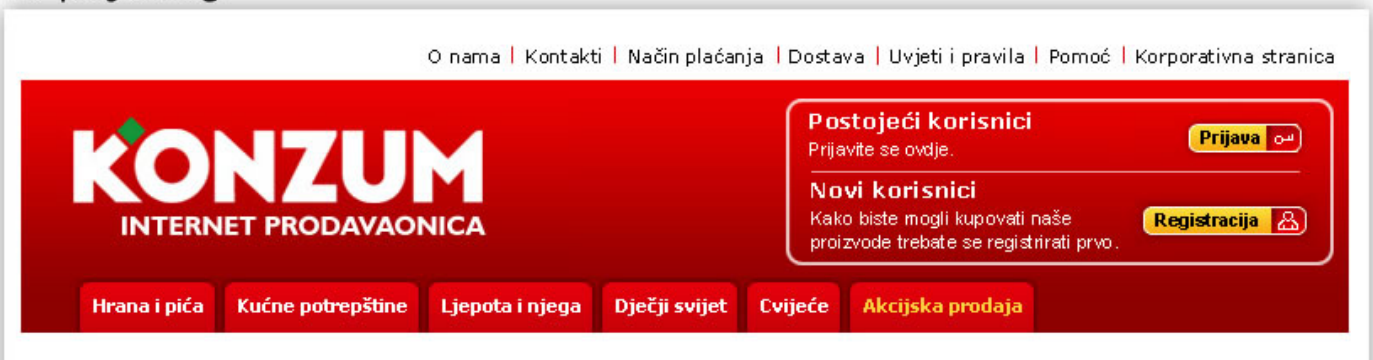 O nama | Kontakti | Način plaćanja | Dostava | Uvjeti i pravila | Pomoć | Korporativna stranica
KONZUM
INTERNET PRODAVAONICA
Postojeći korisnici
Prijavite se ovdje.
Prijava
Novi korisnici
Kako biste mogli kupovati naše
proizvode trebate se registrirati prvo.
Registracija
Hrana i pića Kućne potrepštine Ljepota i njega Dječji svijet Cvijeće Akcijska prodaja